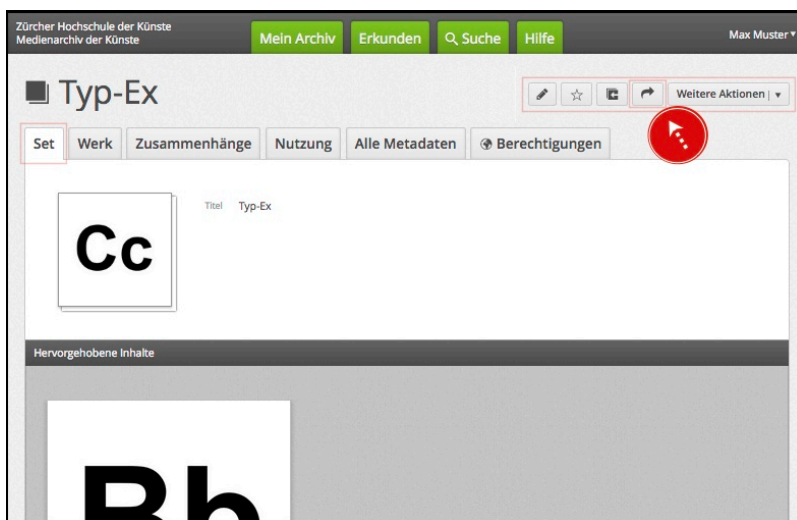 Zürcher Hochschule der Künste
Medienarchiv der Künste
Mein Archiv
Erkunden
Suche
Hilfe
Max Muster
Typ-Ex
Weitere Aktionen
Set
Werk
Zusammenhänge
Nutzung
Alle Metadaten
Berechtigungen
Cc
Titel Typ-Ex
Hervorgehobene Inhalte
Bb